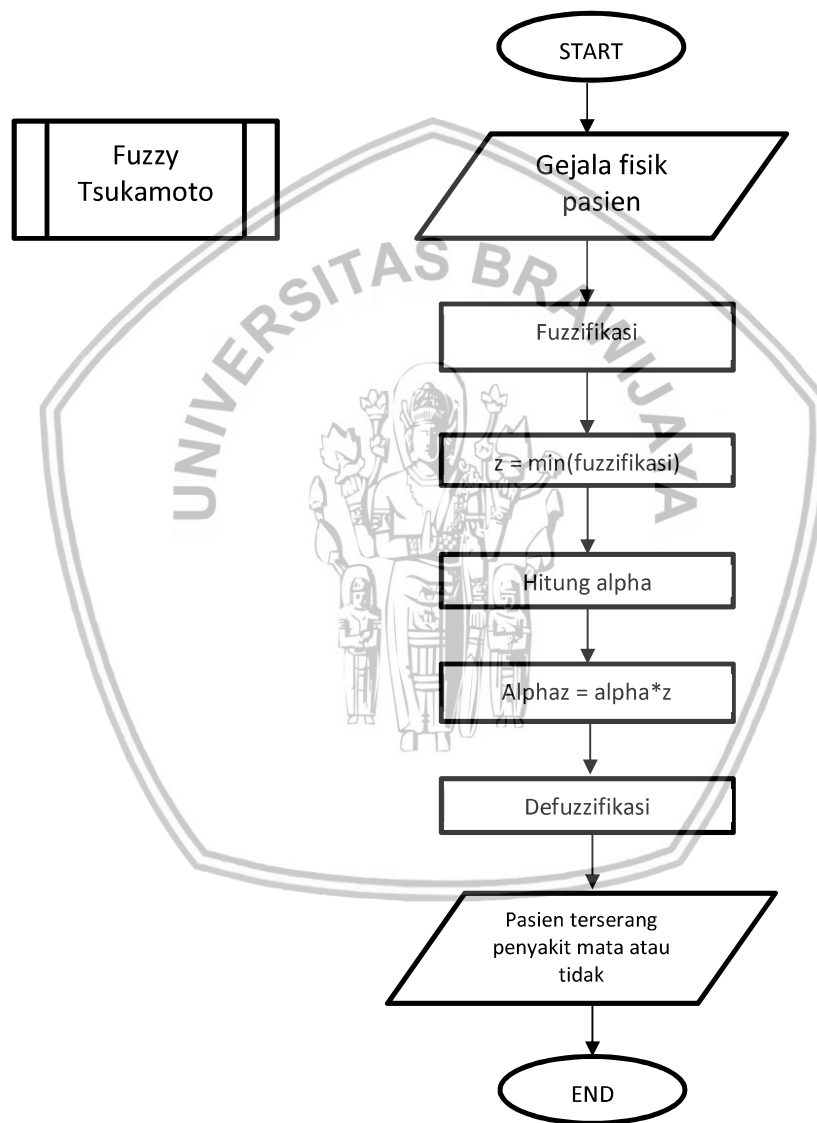 START
Fuzzy
Tsukamoto
Gejala fisik
pasien
UNIVERSITAS BRAWIJAYA
Fuzzifikasi
z = min(fuzzifikasi)
Hitung alpha
Alphaz = alpha*z
Defuzzifikasi
Pasien terserang
penyakit mata atau
tidak
END